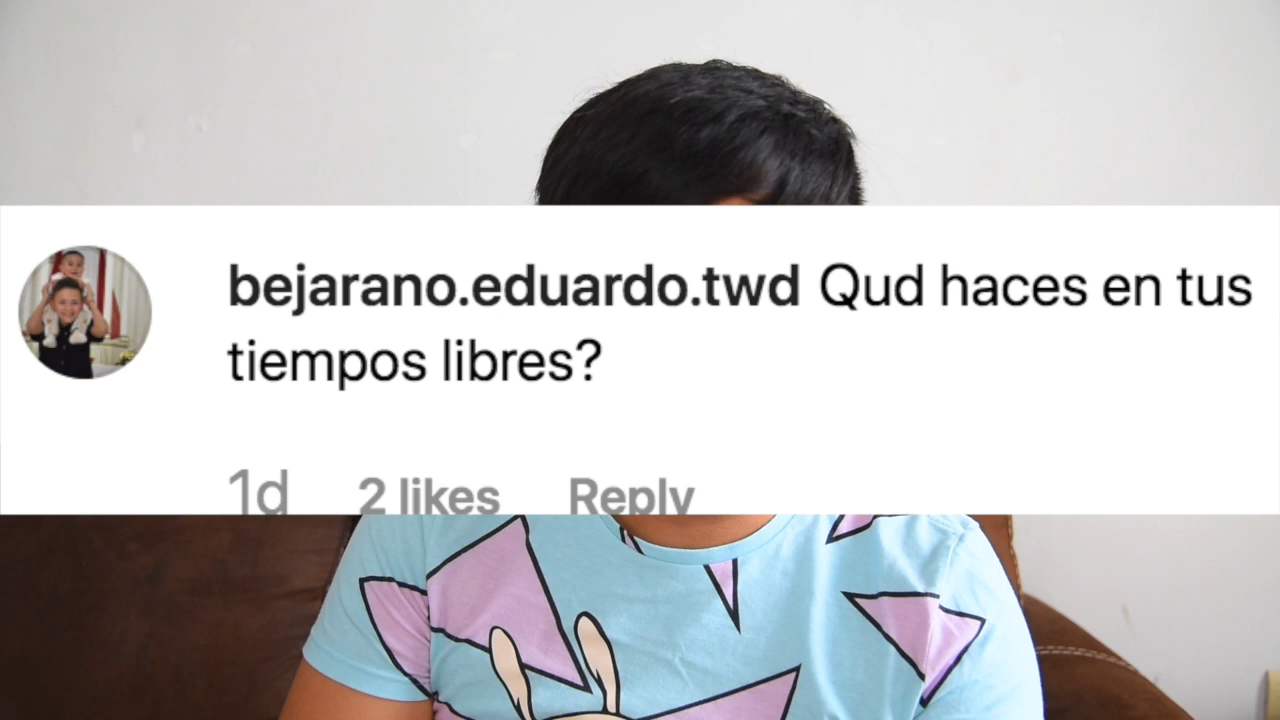 bejarano.eduardo.twd Qud haces en tus
tiempos libres?
1d 2 likes Reply